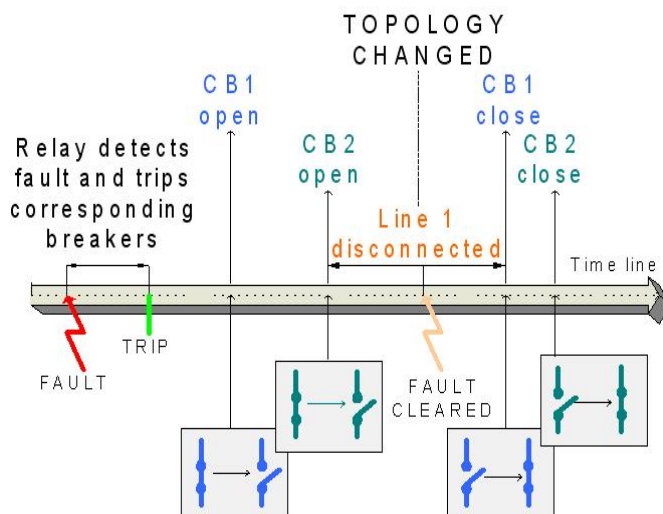 TOPOLOGY
CHANGED
CB1
open
CB1
close
CB2
open
CB2
close
Relay detects
fault and trips
corresponding
breakers
Line 1
disconnected
Time line
FAULT
TRIP
FAULT
CLEARED